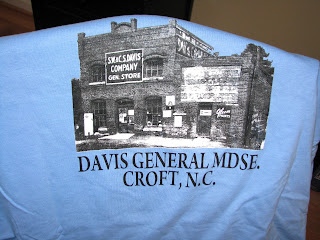 S.W.& C.S. DAVIS
COMPANY
GEN. STORE
DAVIS GENERAL MDSE.
CROFT, N.C.